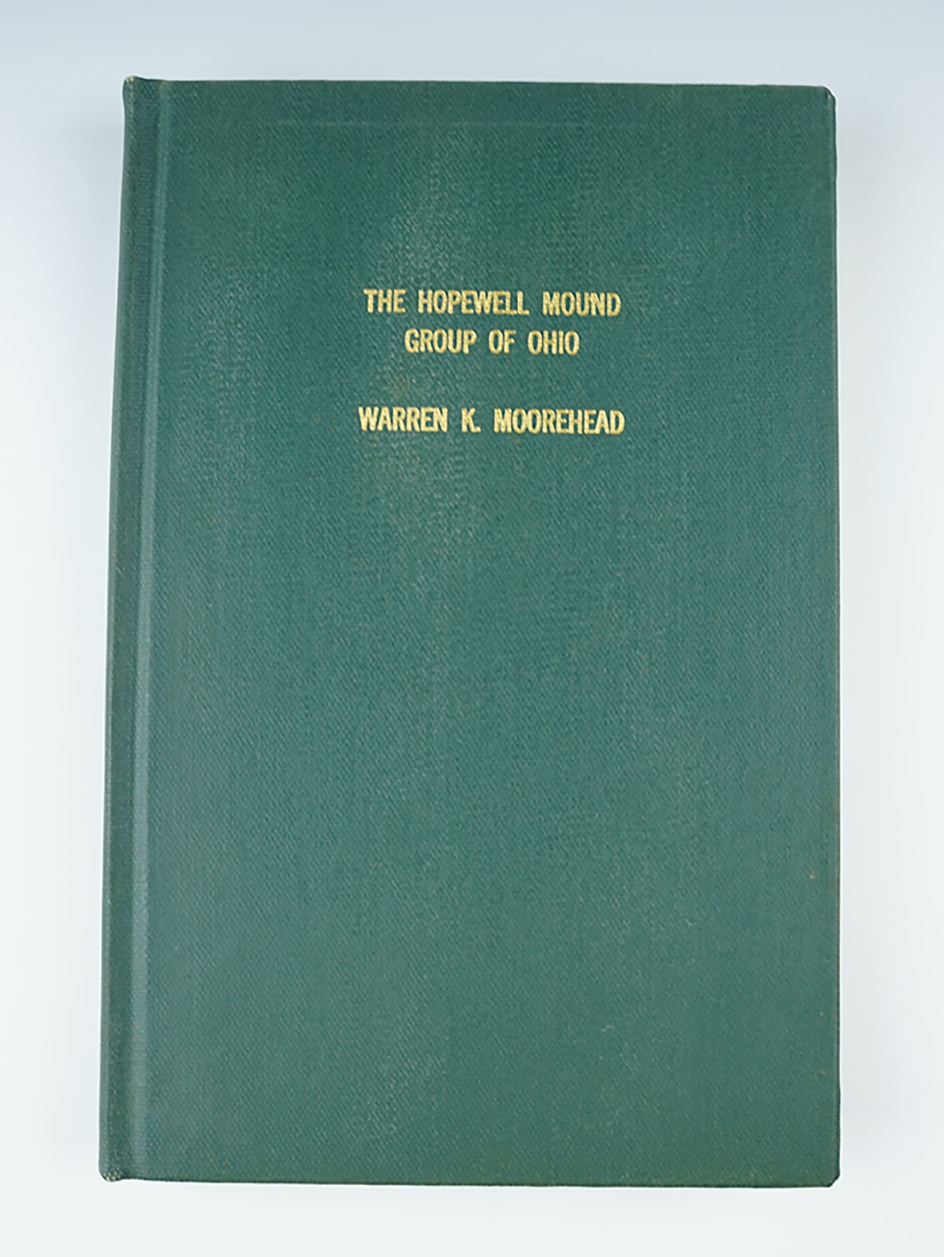 THE HOPEWELL MOUND
GROUP OF OHIO
WARREN K. MOOREHEAD